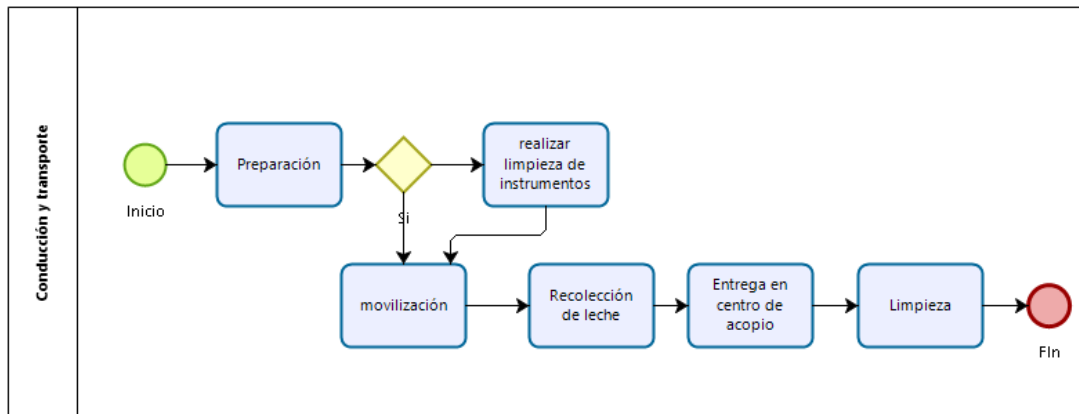 Conducción y transporte
Inicio
Preparación
Si
realizar
limpieza de
instrumentos
movilización
Recolección
de leche
Entrega en
centro de
acopio
Limpieza
FIn